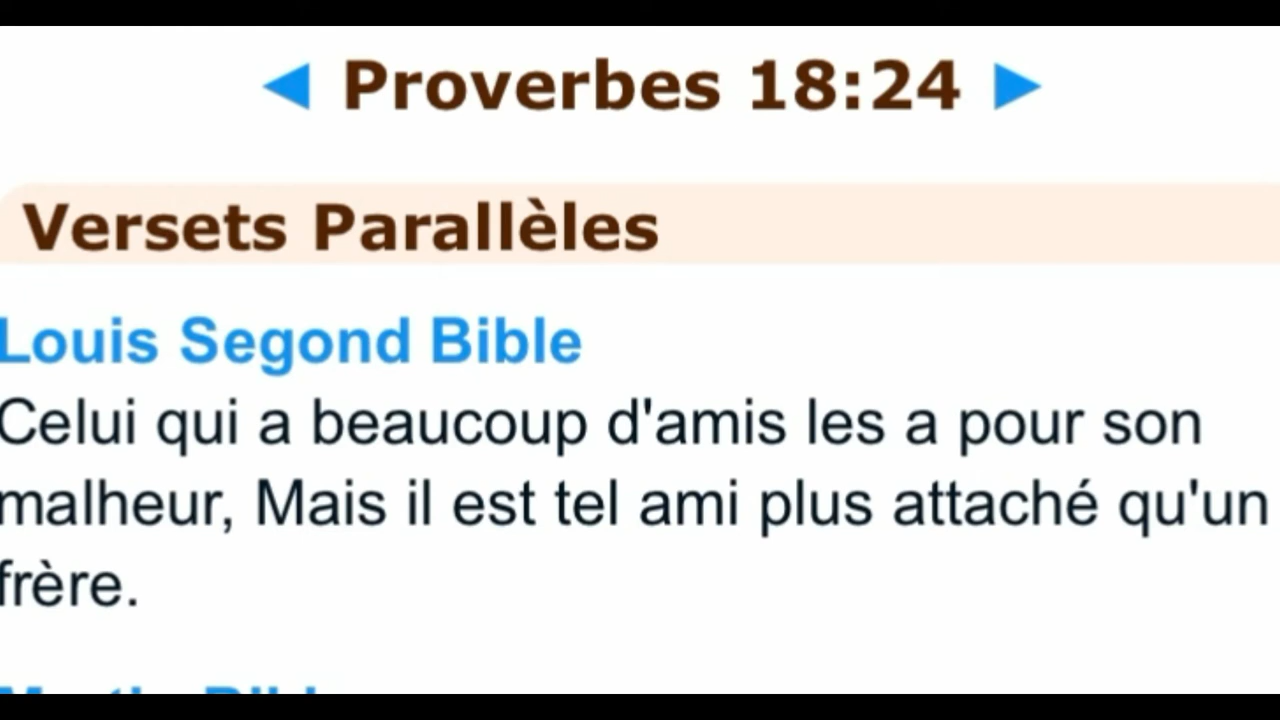 Proverbes 18:24
Versets Parallèles
Louis Segond Bible
Celui qui a beaucoup d'amis les a pour son
malheur, Mais il est tel ami plus attaché qu'un
frère.